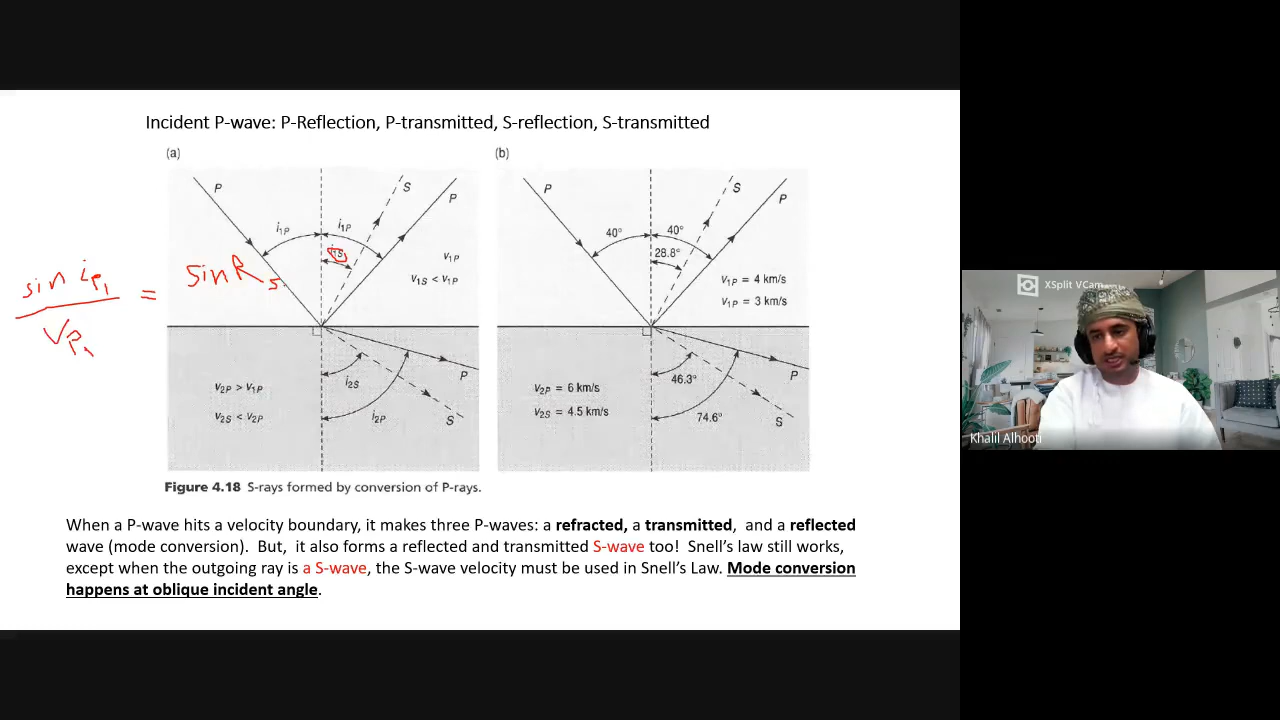 Incident P-wave: P-Reflection, P-transmitted, S-reflection, S-transmitted
(a)
(b)
P
S
P
i1P
i1P
i1S
v1P
v1S < v1P
v2P > v1P
v2S < v2P
i2S
i2P
P
S
P
S
P
40°
40°
28.8°
v1P = 4 km/s
v1P = 3 km/s
v2P = 6 km/s
v2S = 4.5 km/s
46.3°
74.6°
P
S
sin iP1
VP1
=
sin Rs
Figure 4.18 S-rays formed by conversion of P-rays.
When a P-wave hits a velocity boundary, it makes three P-waves: a refracted, a transmitted, and a reflected
wave (mode conversion). But, it also forms a reflected and transmitted S-wave too! Snell's law still works,
except when the outgoing ray is a S-wave, the S-wave velocity must be used in Snell's Law. Mode conversion
happens at oblique incident angle.
XSplit VCam
Khalil Alhooti